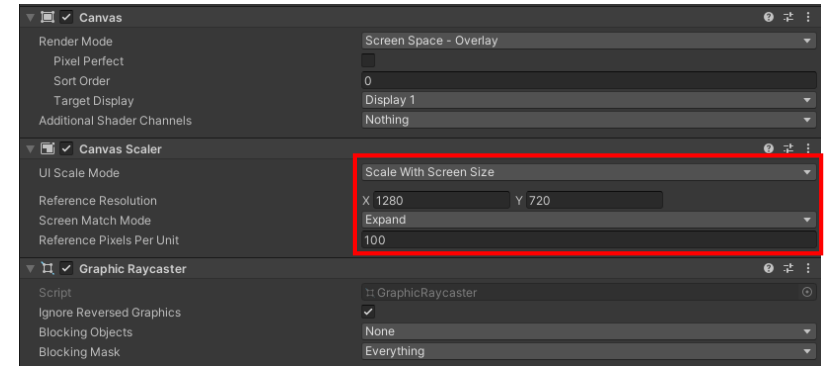 Canvas
Render Mode Screen Space - Overlay
Pixel Perfect
Sort Order 0
Target Display Display 1
Additional Shader Channels Nothing
Canvas Scaler
UI Scale Mode Scale With Screen Size
Reference Resolution X 1280 Y 720
Screen Match Mode Expand
Reference Pixels Per Unit 100
Graphic Raycaster
Script GraphicRaycaster
Ignore Reversed Graphics
Blocking Objects None
Blocking Mask Everything